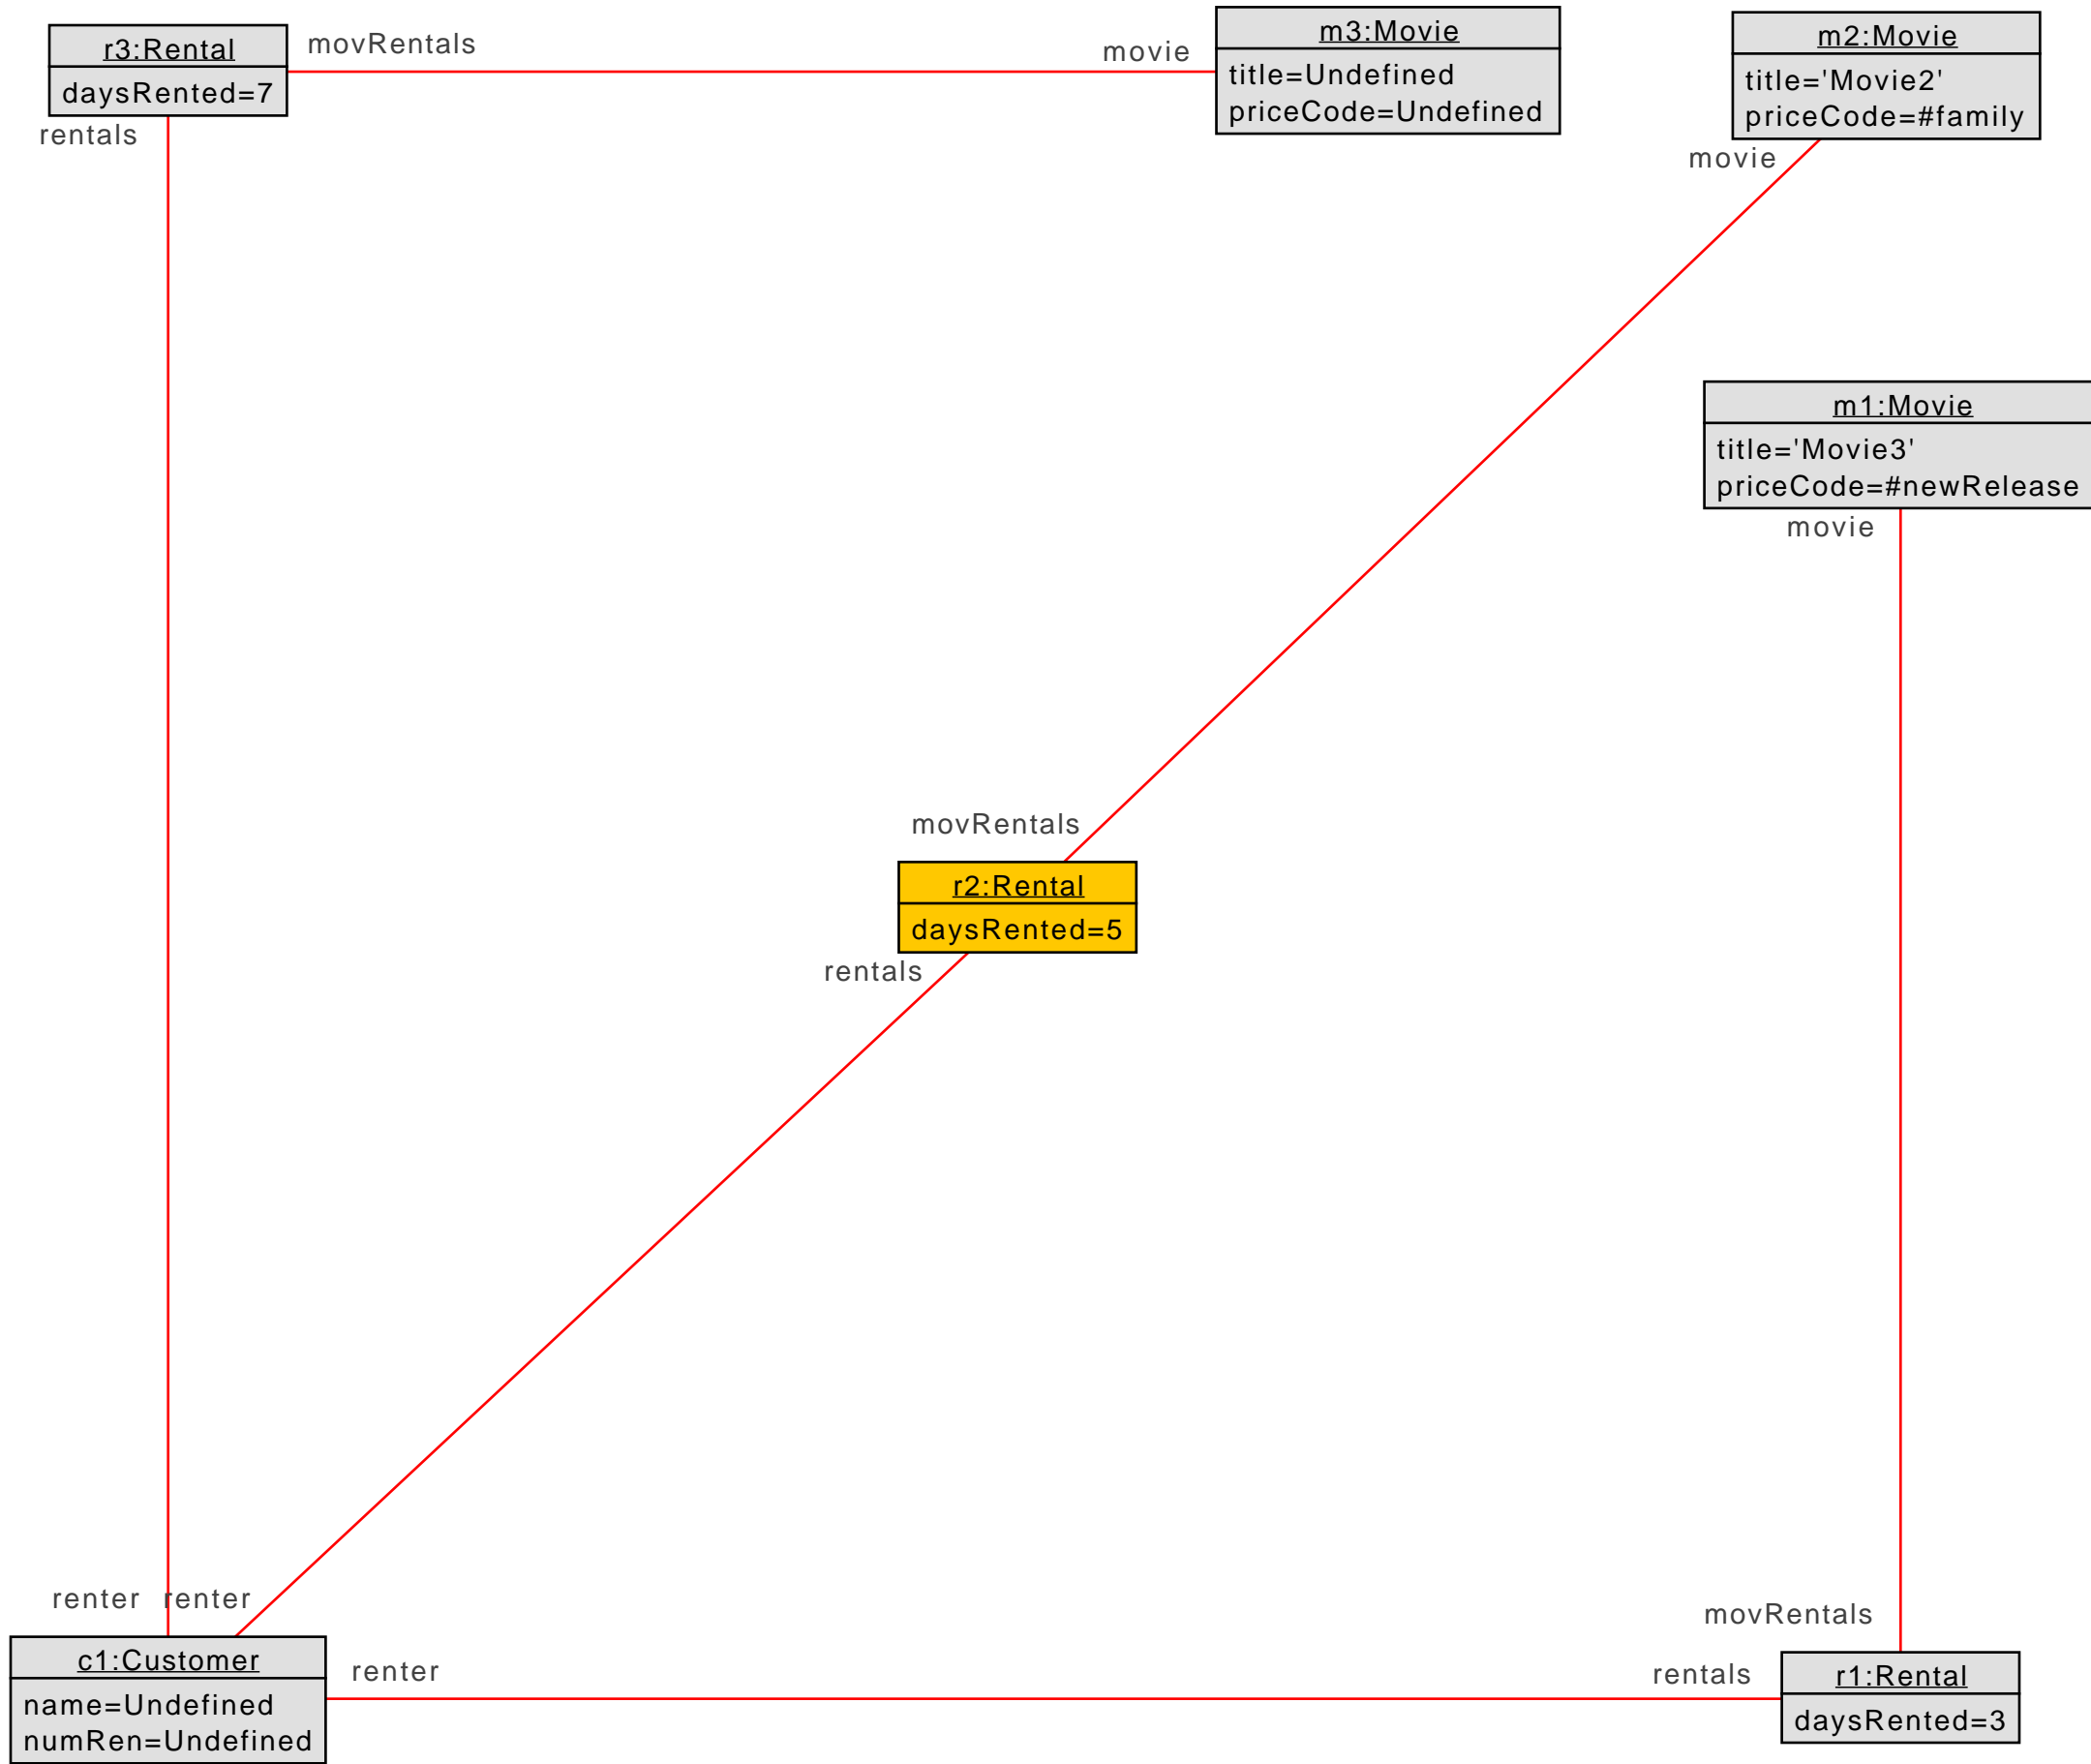 r3:Rental
daysRented=7
movRentals
movie
m3:Movie
title=Undefined
priceCode=Undefined
m2:Movie
title='Movie2'
priceCode=#family
rentals
movie
m1:Movie
title='Movie3'
priceCode=#newRelease
movie
movRentals
r2:Rental
daysRented=5
rentals
renter
renter
movRentals
c1:Customer
name=Undefined
numRen=Undefined
renter
rentals
r1:Rental
daysRented=3